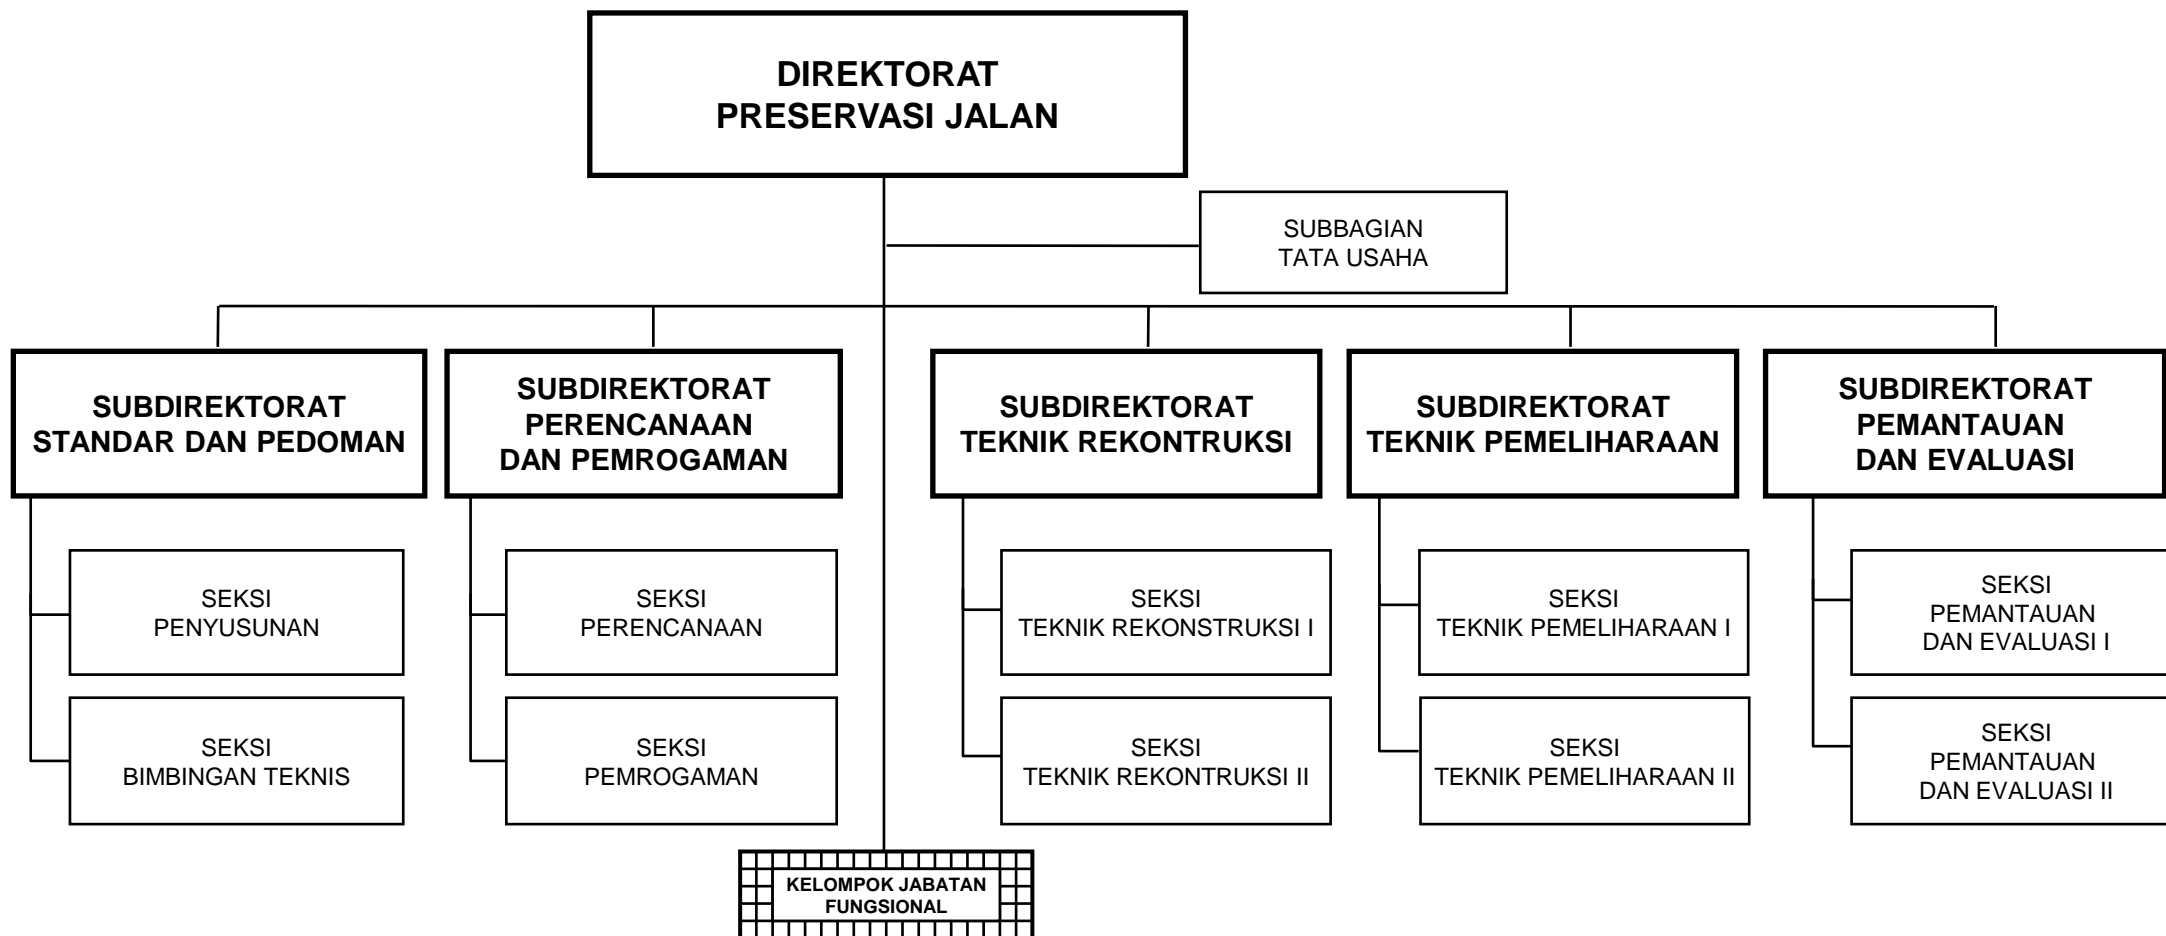 DIREKTORAT
PRESERVASI JALAN
SUBBAGIAN
TATA USAHA
SUBDIREKTORAT
STANDAR DAN PEDOMAN
SUBDIREKTORAT
PERENCANAAN
DAN PEMROGAMAN
SUBDIREKTORAT
TEKNIK REKONTRUKSI
SUBDIREKTORAT
TEKNIK PEMELIHARAAN
SUBDIREKTORAT
PEMANTAUAN
DAN EVALUASI
SEKSI
PENYUSUNAN
SEKSI
PERENCANAAN
SEKSI
TEKNIK REKONSTRUKSI I
SEKSI
TEKNIK PEMELIHARAAN I
SEKSI
PEMANTAUAN
DAN EVALUASI I
SEKSI
BIMBINGAN TEKNIS
SEKSI
PEMROGAMAN
SEKSI
TEKNIK REKONTRUKSI II
SEKSI
TEKNIK PEMELIHARAAN II
SEKSI
PEMANTAUAN
DAN EVALUASI II
KELOMPOK JABATAN
FUNGSIONAL